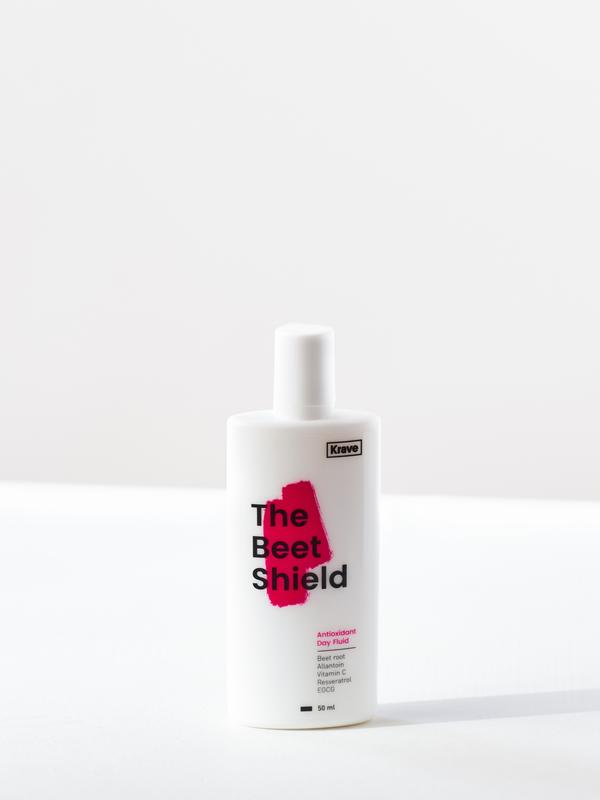 Krave
The
Beet
Shield
Antioxidant
Day Fluid
Beet root
Allantoin
Vitamin C
Resveratrol
EGCG
50 ml